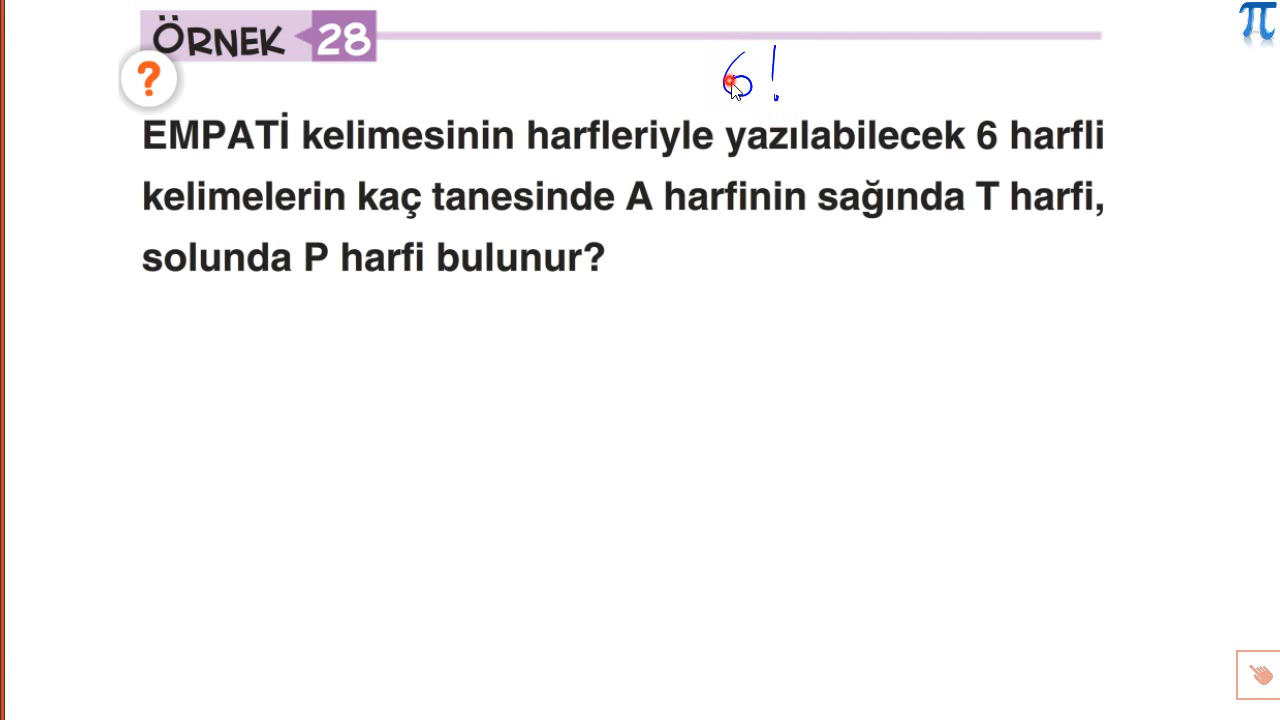 ÖRNEK 28
?
6!
EMPATİ kelimesinin harfleriyle yazılabilecek 6 harfli
kelimelerin kaç tanesinde A harfinin sağında T harfi,
solunda P harfi bulunur?
π